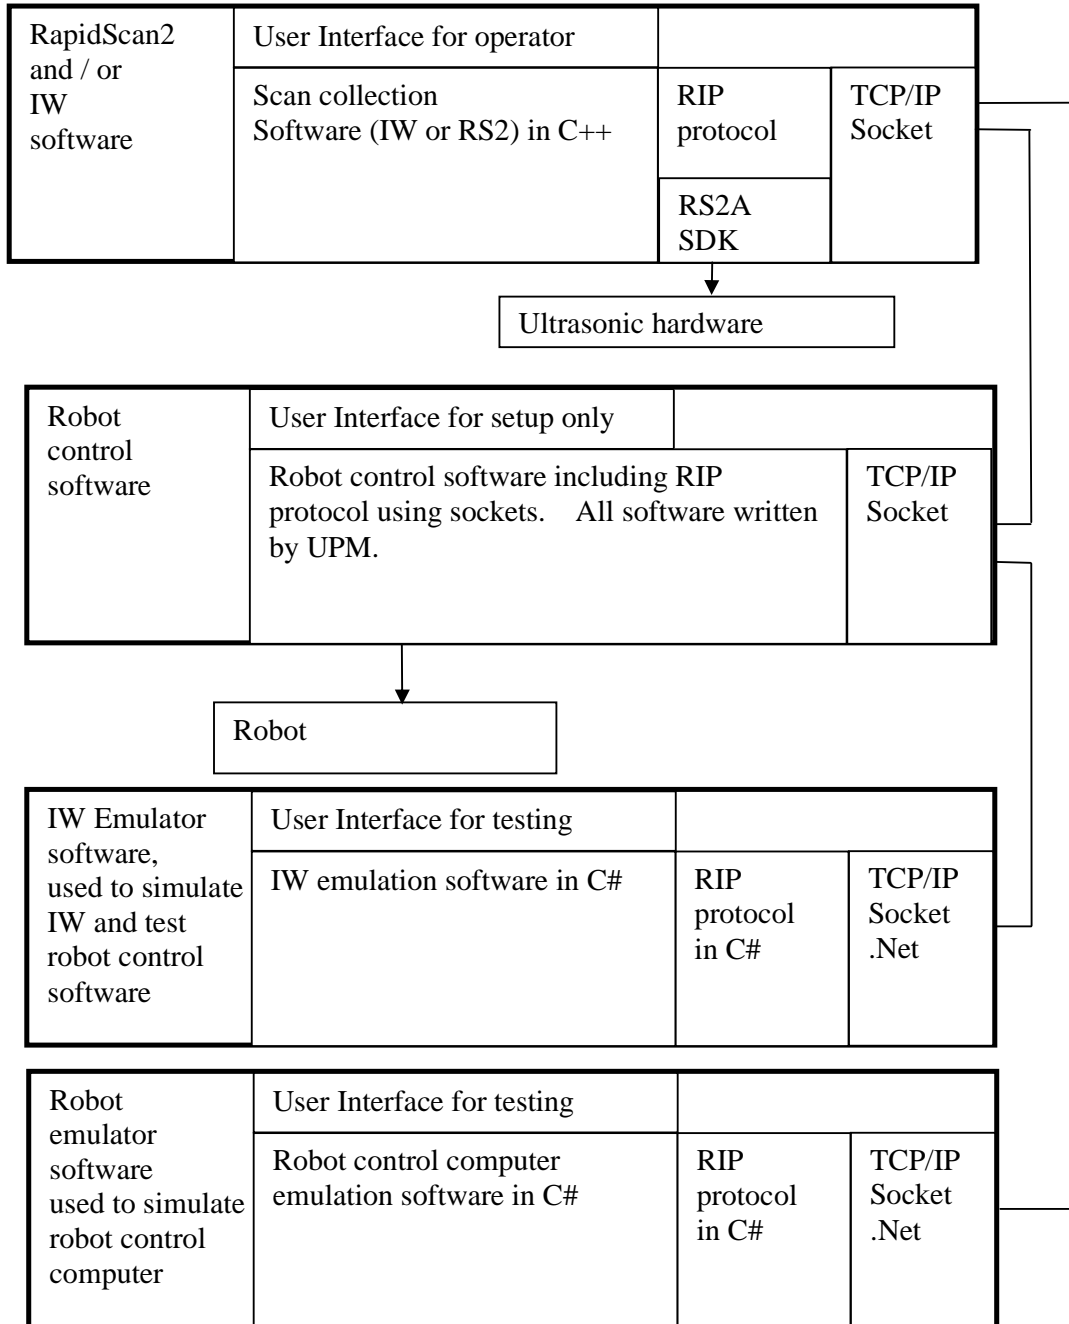 RapidScan2
and / or
IW
software
User Interface for operator
Scan collection
Software (IW or RS2) in C++
RIP
protocol
TCP/IP
Socket
RS2A
SDK
Ultrasonic hardware
Robot
control
software
User Interface for setup only
Robot control software including RIP
protocol using sockets. All software written
by UPM.
TCP/IP
Socket
Robot
IW Emulator
software,
used to simulate
IW and test
robot control
software
User Interface for testing
IW emulation software in C#
RIP
protocol
in C#
TCP/IP
Socket
.Net
Robot
emulator
software
used to simulate
robot control
computer
User Interface for testing
Robot control computer
emulation software in C#
RIP
protocol
in C#
TCP/IP
Socket
.Net